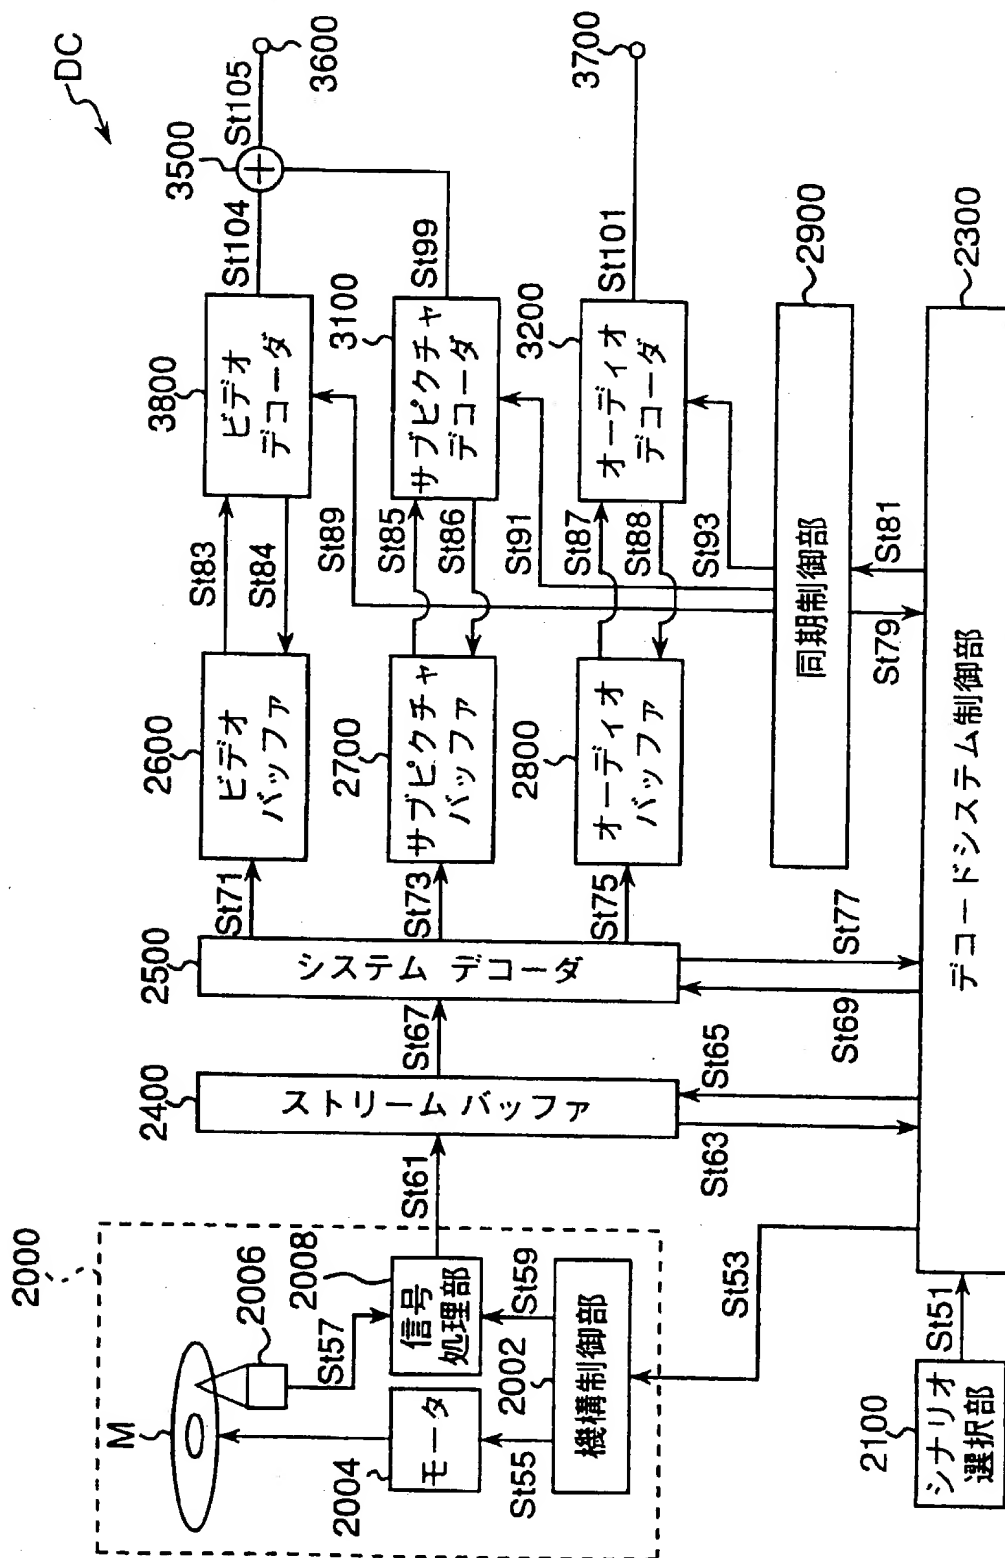 DC
2000
M
2006
2008
St57
信号
処理部
2004
モータ
2002
St59
St55
機構制御部
St53
2100
シナリオ
選択部
St51
St61
2400
ストリーム バッファ
St63
St65
St67
2500
システム デコーダ
St69
St77
St71
St73
St75
2600
ビデオ
バッファ
2700
サブピクチャ
バッファ
2800
オーディオ
バッファ
St83
St84
St89
St85
St86
St91
St87
St88
St93
3800
ビデオ
デコーダ
3100
サブピクチャ
デコーダ
3200
オーディオ
デコーダ
St104
3500
St105
3600
St99
St101
3700
2900
同期制御部
St79
St81
2300
デコードシステム制御部